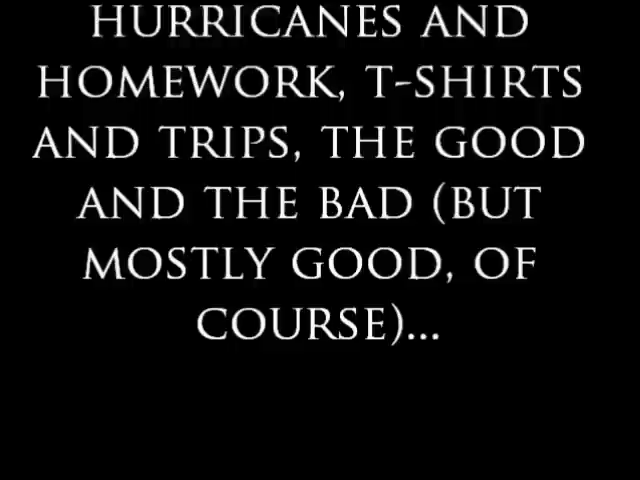 HURRICANES AND
HOMEWORK, T-SHIRTS
AND TRIPS, THE GOOD
AND THE BAD (BUT
MOSTLY GOOD, OF
COURSE)...